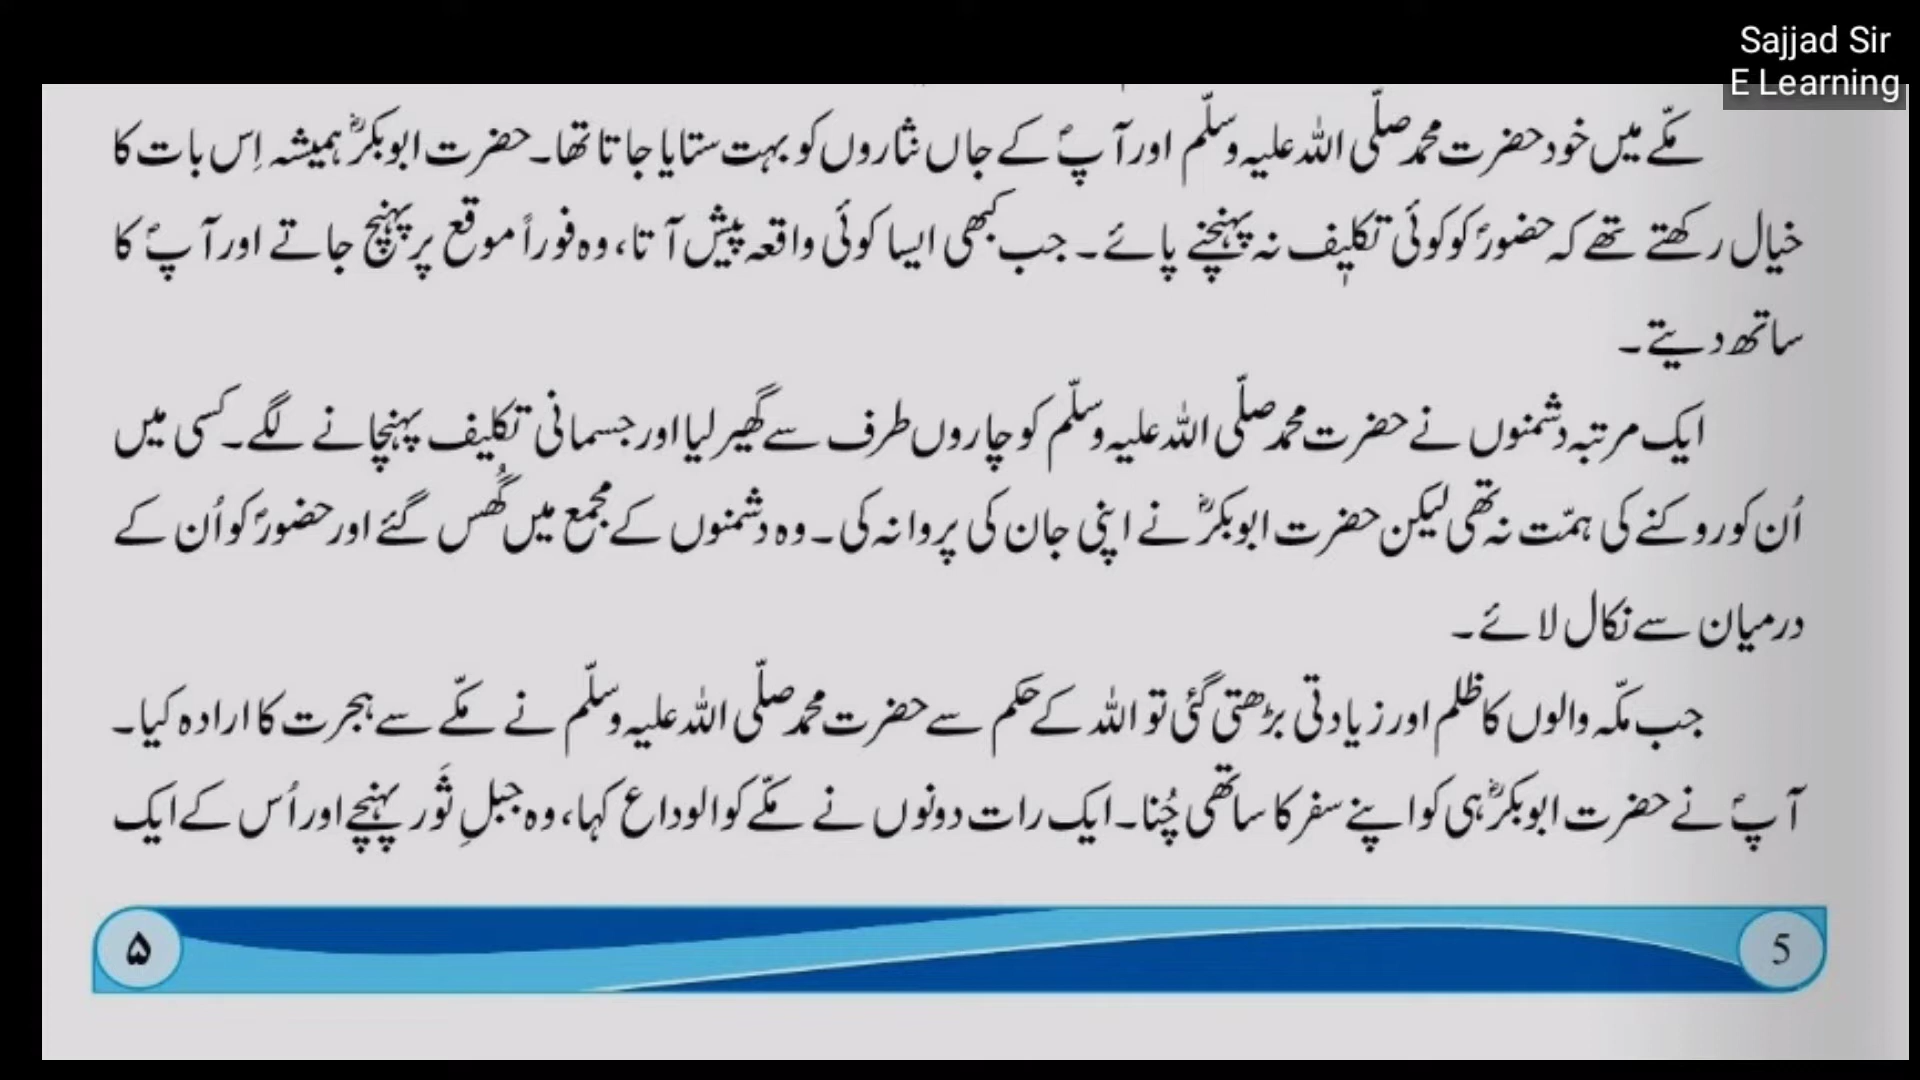 Sajjad Sir
E Learning
مکّے میں خود حضرت محمد صلّی اللہ علیہ وسلّم اور آپؐ کے جاں نثاروں کو بہت ستایا جاتا تھا۔ حضرت ابوبکرؓ ہمیشہ اِس بات کا
خیال رکھتے تھے کہ حضورؐ کو کوئی تکلیف نہ پہنچنے پائے۔ جب کبھی ایسا کوئی واقعہ پیش آتا، وہ فوراً موقع پر پہنچ جاتے اور آپؐ کا
ساتھ دیتے۔
ایک مرتبہ دشمنوں نے حضرت محمد صلّی اللہ علیہ وسلّم کو چاروں طرف سے گھیر لیا اور جسمانی تکلیف پہنچانے لگے۔ کسی میں
اُن کو روکنے کی ہمّت نہ تھی لیکن حضرت ابوبکرؓ نے اپنی جان کی پروا نہ کی۔ وہ دشمنوں کے مجمع میں گُھس گئے اور حضورؐ کو اُن کے
درمیان سے نکال لائے۔
جب مکّہ والوں کا ظلم اور زیادتی بڑھتی گئی تو اللہ کے حکم سے حضرت محمد صلّی اللہ علیہ وسلّم نے مکّے سے ہجرت کا ارادہ کیا۔
آپؐ نے حضرت ابوبکرؓ ہی کو اپنے سفر کا ساتھی چُنا۔ ایک رات دونوں نے مکّے کو الوداع کہا، وہ جبلِ ثَور پہنچے اور اُس کے ایک
5
۵